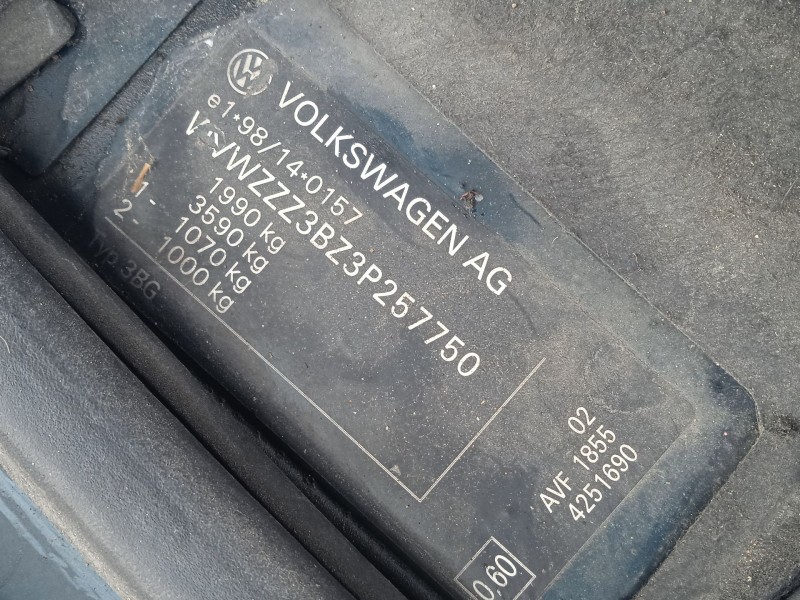 VOLKSWAGEN AG
e1*98/14*0157
WVWZZZ3BZ3P257750
1990 kg
3590 kg
1- 1070 kg
2- 1000 kg
Typ 3BG
02
AVF 1855
4251690
0,60